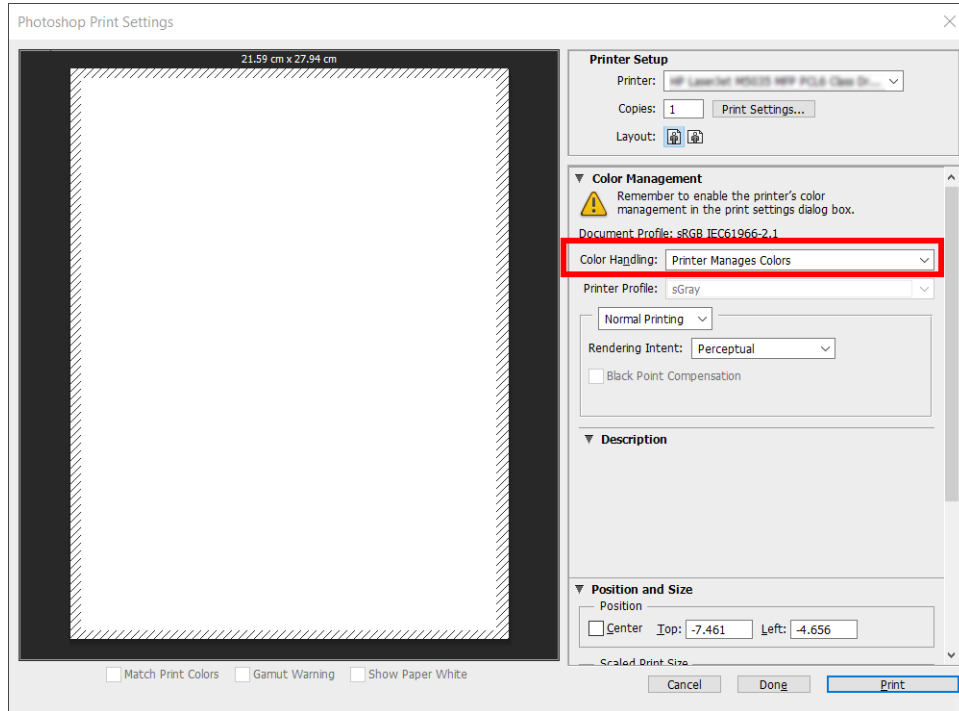 Photoshop Print Settings
21.59 cm x 27.94 cm
Printer Setup
Printer:
Copies: 1 Print Settings...
Layout:
Color Management
Remember to enable the printer's color
management in the print settings dialog box.
Document Profile: sRGB IEC61966-2.1
Color Handling: Printer Manages Colors
Printer Profile: sGray
Normal Printing
Rendering Intent: Perceptual
Black Point Compensation
Description
Position and Size
Position
Center Top: -7.461 Left: -4.656
Scaled Print Size
Match Print Colors Gamut Warning Show Paper White
Cancel Done Print